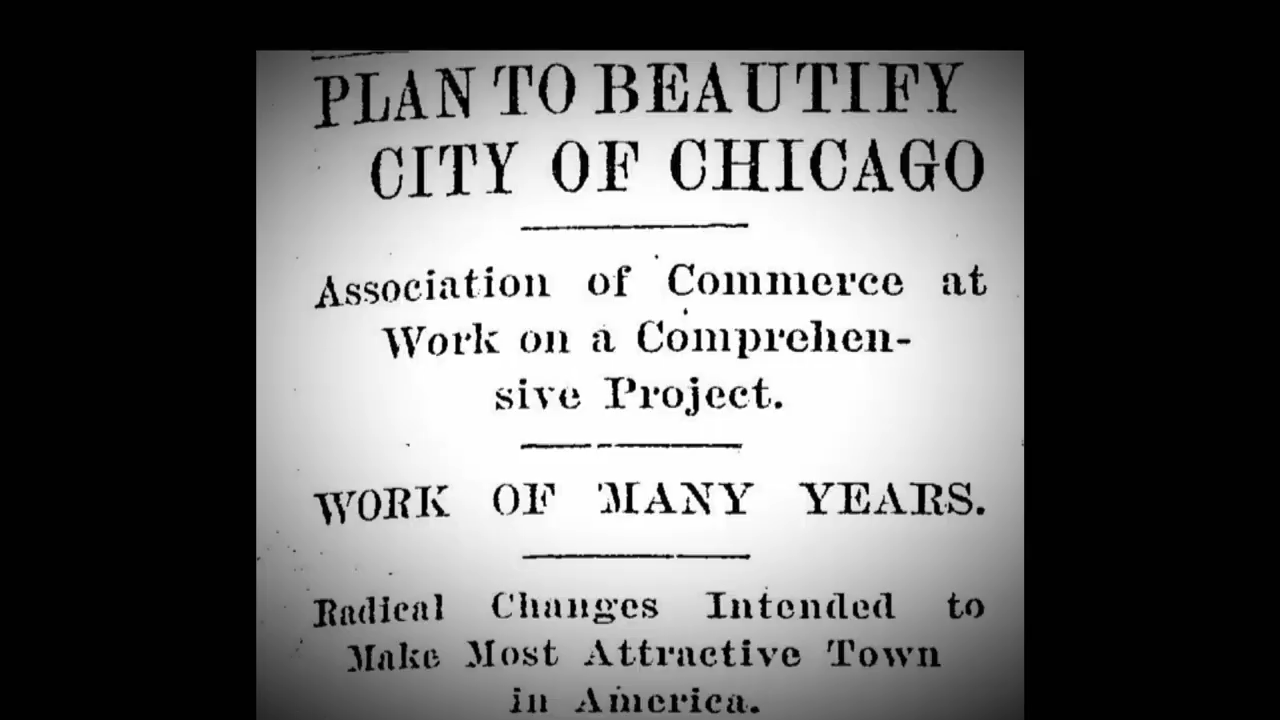 PLAN TO BEAUTIFY
CITY OF CHICAGO
Association of Commerce at
Work on a Comprehen-
sive Project.
WORK OF MANY YEARS.
Radical Changes Intended to
Make Most Attractive Town
in America.